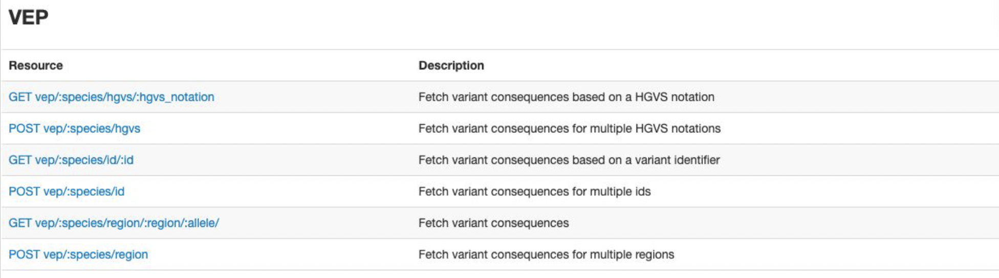 VEP
Resource Description
GET vep/:species/hgvs/:hgvs_notation Fetch variant consequences based on a HGVS notation
POST vep/:species/hgvs Fetch variant consequences for multiple HGVS notations
GET vep/:species/id/:id Fetch variant consequences based on a variant identifier
POST vep/:species/id Fetch variant consequences for multiple ids
GET vep/:species/region/:region/:allele/ Fetch variant consequences
POST vep/:species/region Fetch variant consequences for multiple regions